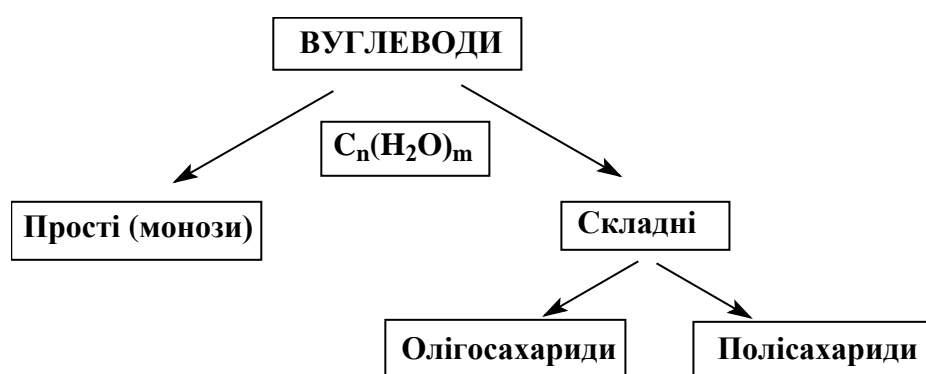 ВУГЛЕВОДИ
Cₙ(H₂O)ₘ
Прості (монози)
Складні
Олігосахариди
Полісахариди